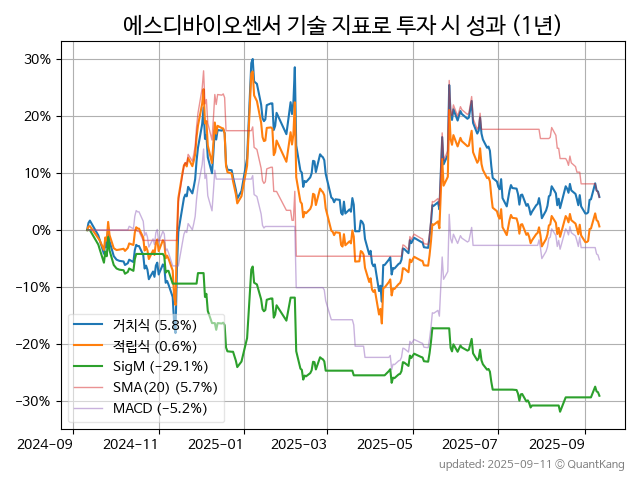 에스디바이오센서 기술 지표로 투자 시 성과 (1년)
30%
20%
10%
0%
−10%
−20%
−30%
거치식 (5.8%)
적립식 (0.6%)
SigM (−29.1%)
SMA(20) (5.7%)
MACD (−5.2%)
2024-09 2024-11 2025-01 2025-03 2025-05 2025-07 2025-09
updated: 2025-09-11 © QuantKang